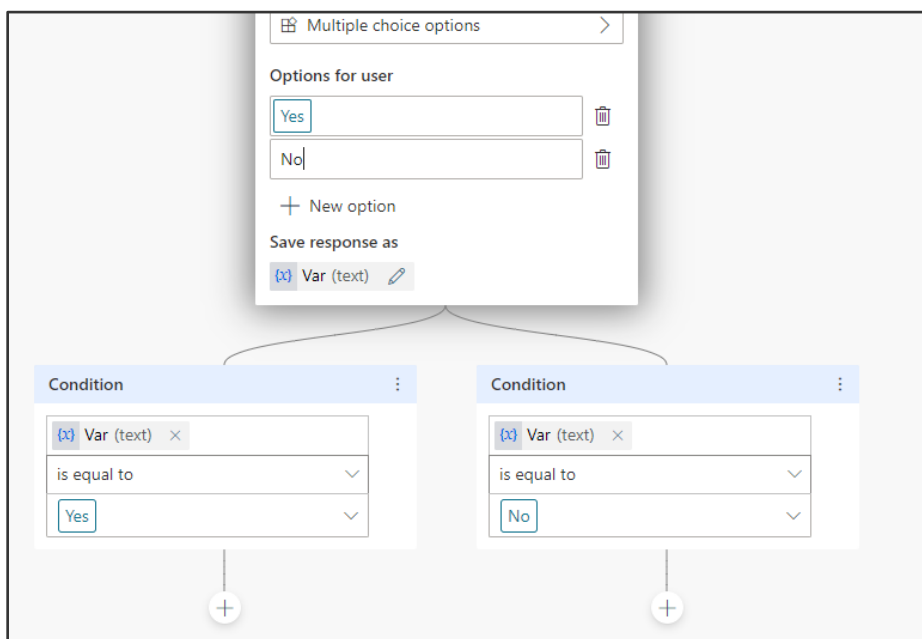 Multiple choice options
Options for user
Yes
No
New option
Save response as
{x} Var (text)
Condition
{x} Var (text)
is equal to
Yes
Condition
{x} Var (text)
is equal to
No